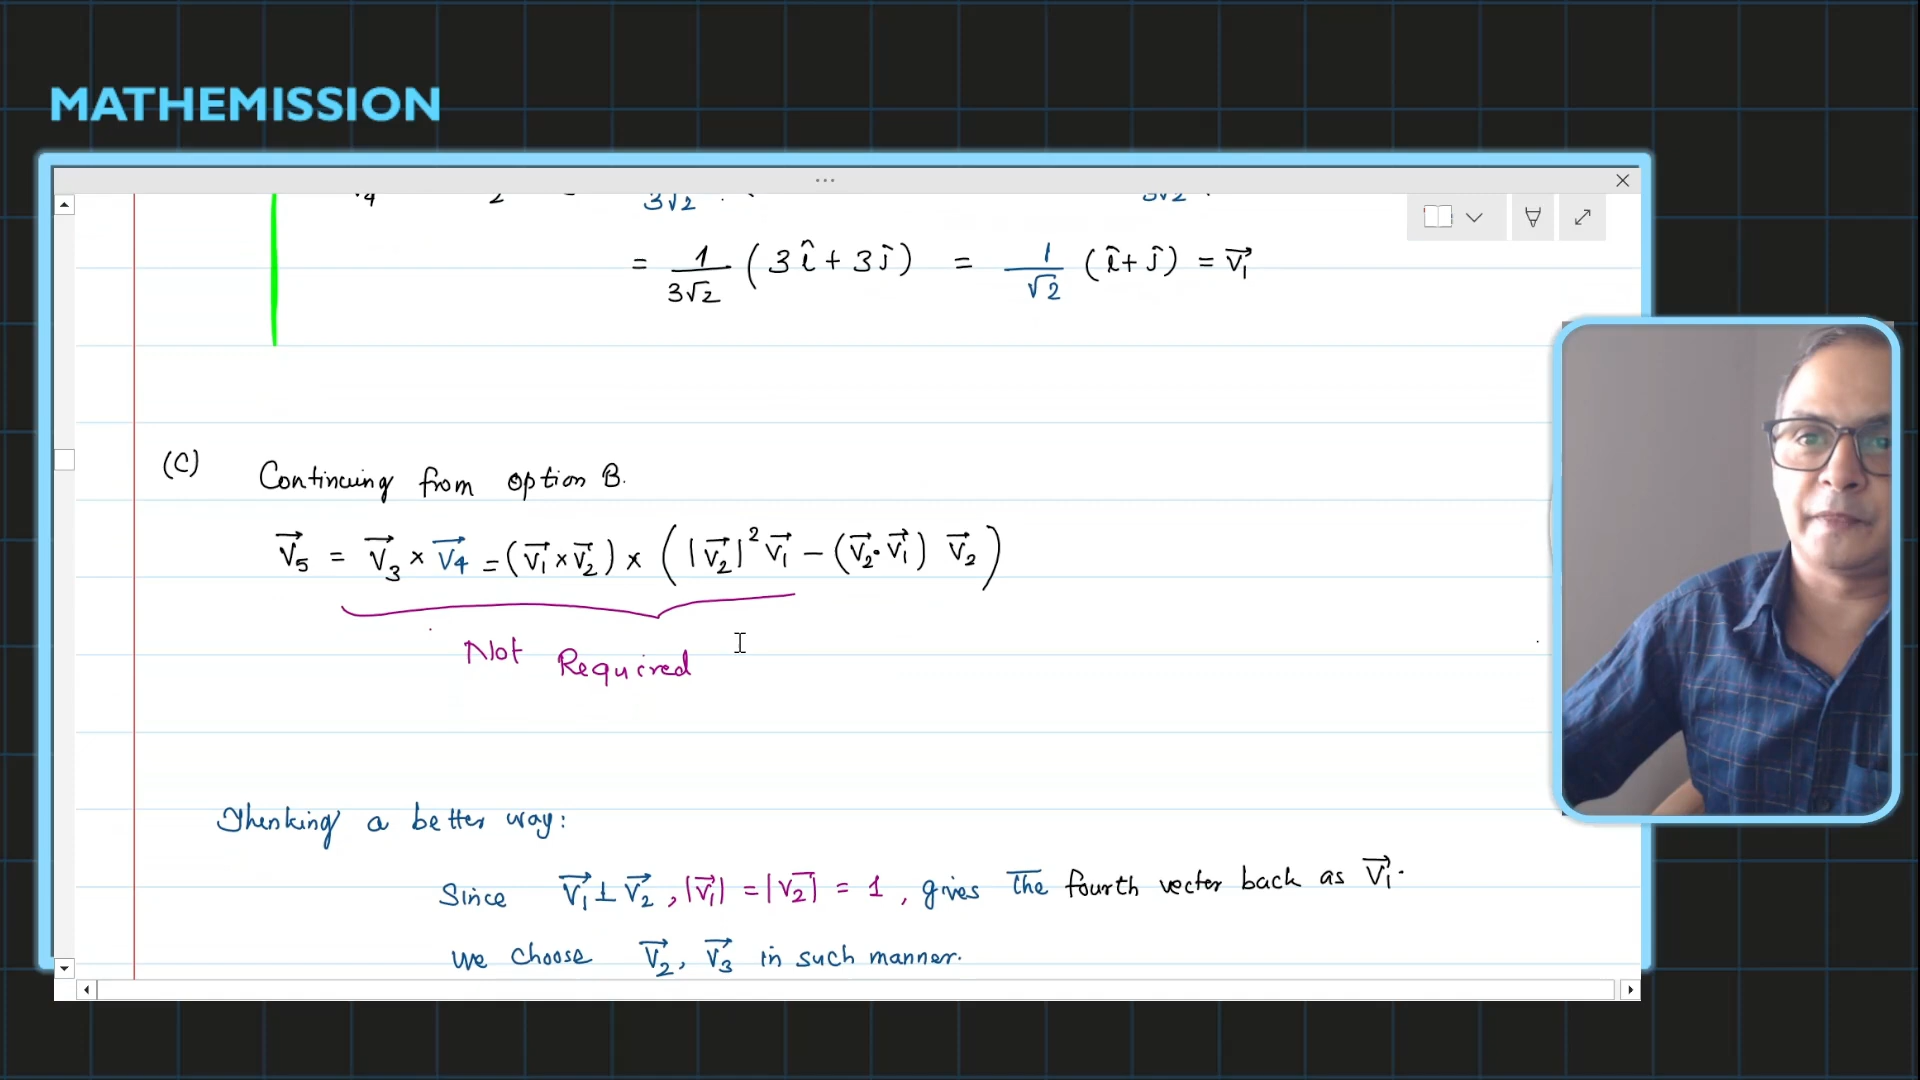 MATHEMISSION
= 1/3√2 (3î + 3ĵ) = 1/√2 (î + ĵ) = V⃗₁
(C) Continuing from option B.
V⃗₅ = V⃗₃ × V⃗₄ = (V⃗₁ × V⃗₂) × (|V⃗₂|² V⃗₁ − (V⃗₂ • V⃗₁) V⃗₂)
Not Required
Thenking a better way:
Since V⃗₁ ⊥ V⃗₂, |V⃗₁| = |V⃗₂| = 1, gives the fourth vector back as V⃗₁.
We choose V⃗₂, V⃗₃ in such manner.